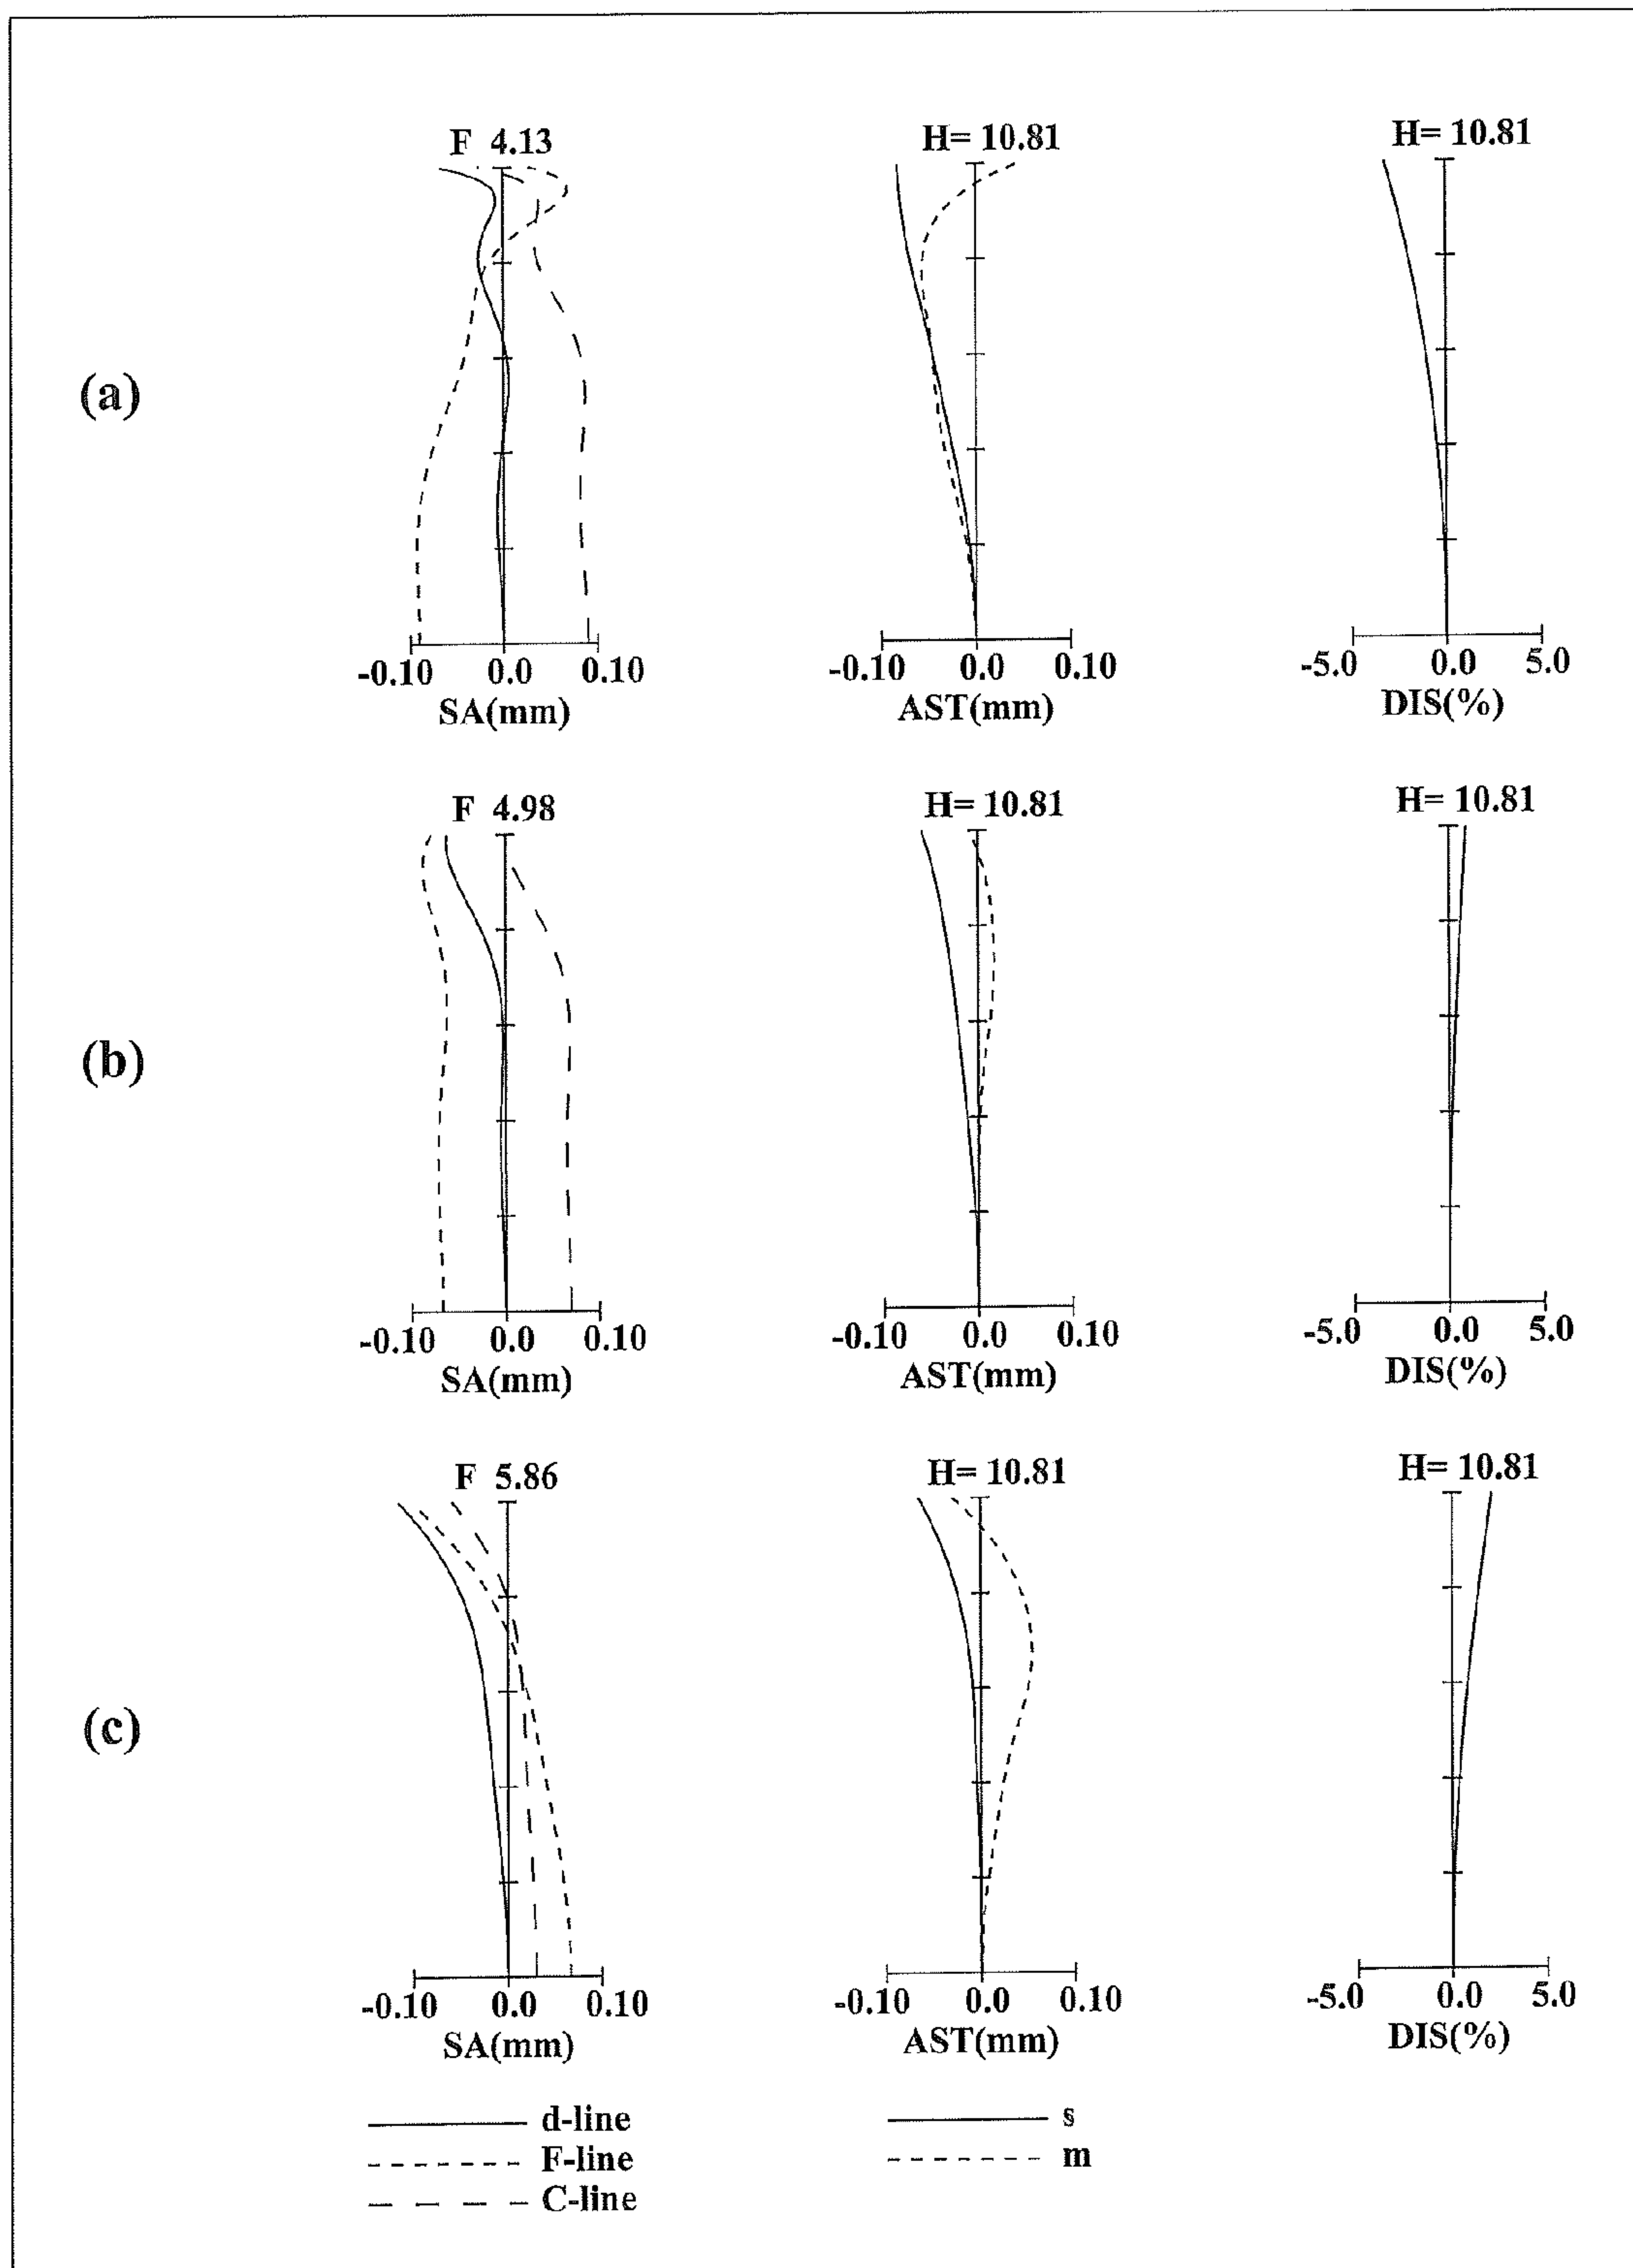 F 4.13 H= 10.81 H= 10.81
(a)
-0.10 0.0 0.10 -0.10 0.0 0.10 -5.0 0.0 5.0
SA(mm) AST(mm) DIS(%)
F 4.98 H= 10.81 H= 10.81
(b)
-0.10 0.0 0.10 -0.10 0.0 0.10 -5.0 0.0 5.0
SA(mm) AST(mm) DIS(%)
F 5.86 H= 10.81 H= 10.81
(c)
-0.10 0.0 0.10 -0.10 0.0 0.10 -5.0 0.0 5.0
SA(mm) AST(mm) DIS(%)
d-line s
F-line m
C-line